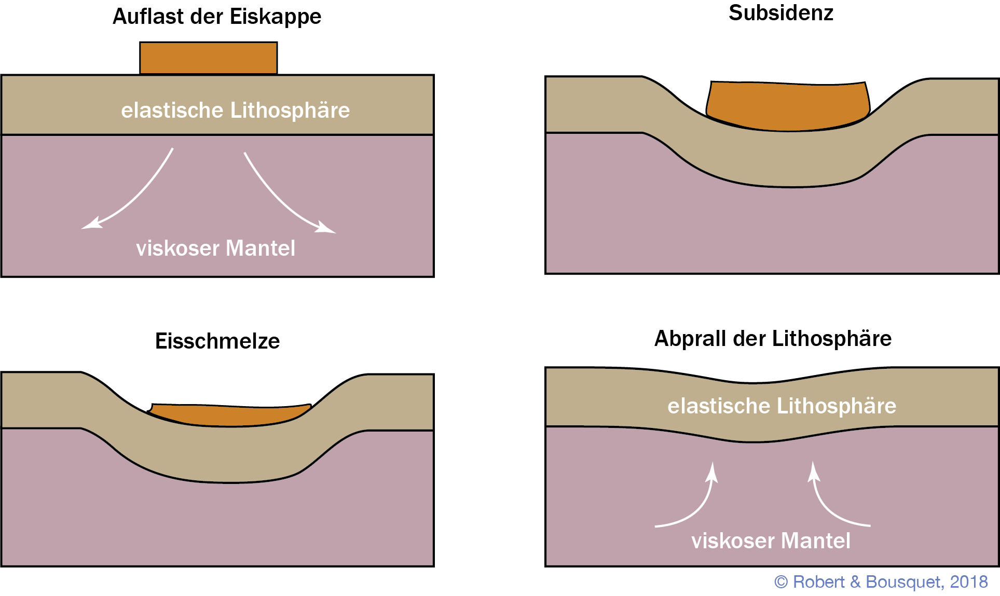 Auflast der Eiskappe
Subsidenz
elastische Lithosphäre
viskoser Mantel
Eisschmelze
Abprall der Lithosphäre
elastische Lithosphäre
viskoser Mantel
© Robert & Bousquet, 2018